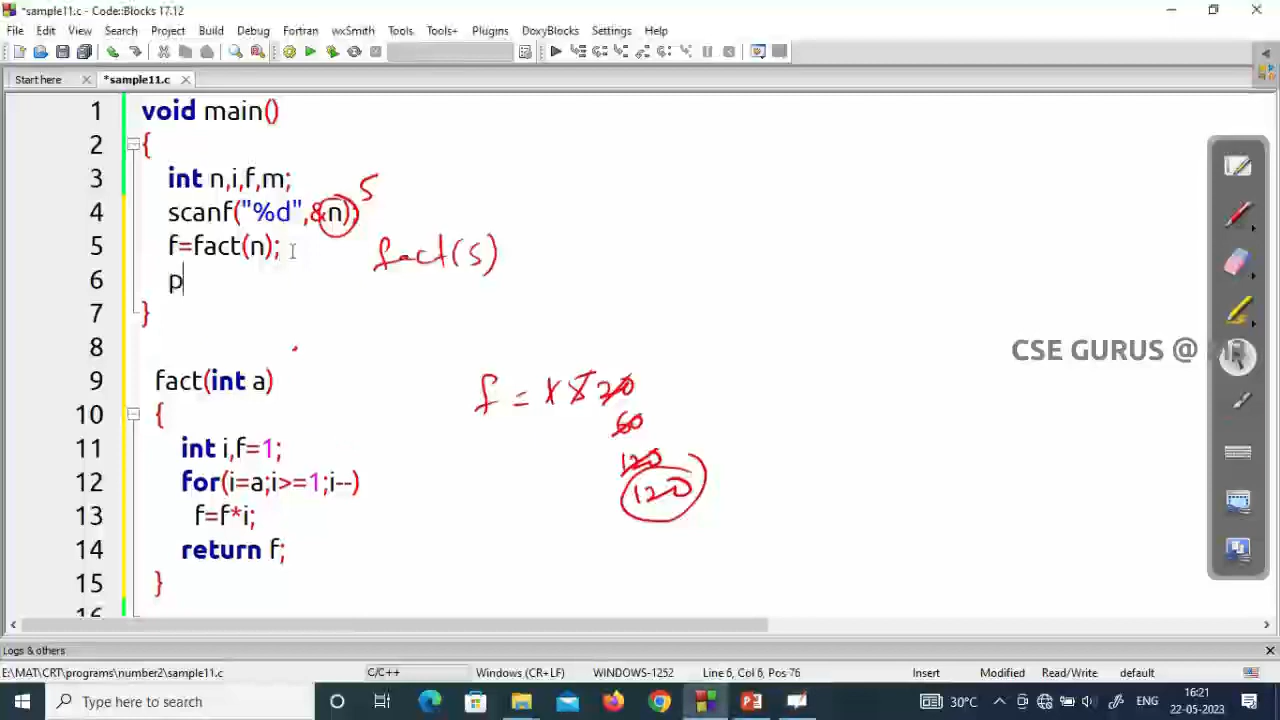 *sample11.c - Code::Blocks 17.12
File Edit View Search Project Build Debug Fortran wxSmith Tools Tools+ Plugins DoxyBlocks Settings Help
Start here *sample11.c
1 void main()
2 {
3 int n,i,f,m;
4 scanf("%d",&n); 5
5 f=fact(n); fact(5)
6 p
7 }
8
CSE GURUS @
9 fact(int a)
f = 1 5 20
10 {
60
11 int i,f=1;
120
12 for(i=a;i>=1;i--)
120
13 f=f*i;
14 return f;
15 }
16
Logs & others
E:\MAT\CRT\programs\number2\sample11.c C/C++ Windows (CR+LF) WINDOWS-1252 Line 6, Col 6, Pos 76 Insert Modified Read/Write default
Type here to search 30°C ENG 16:21
22-05-2023